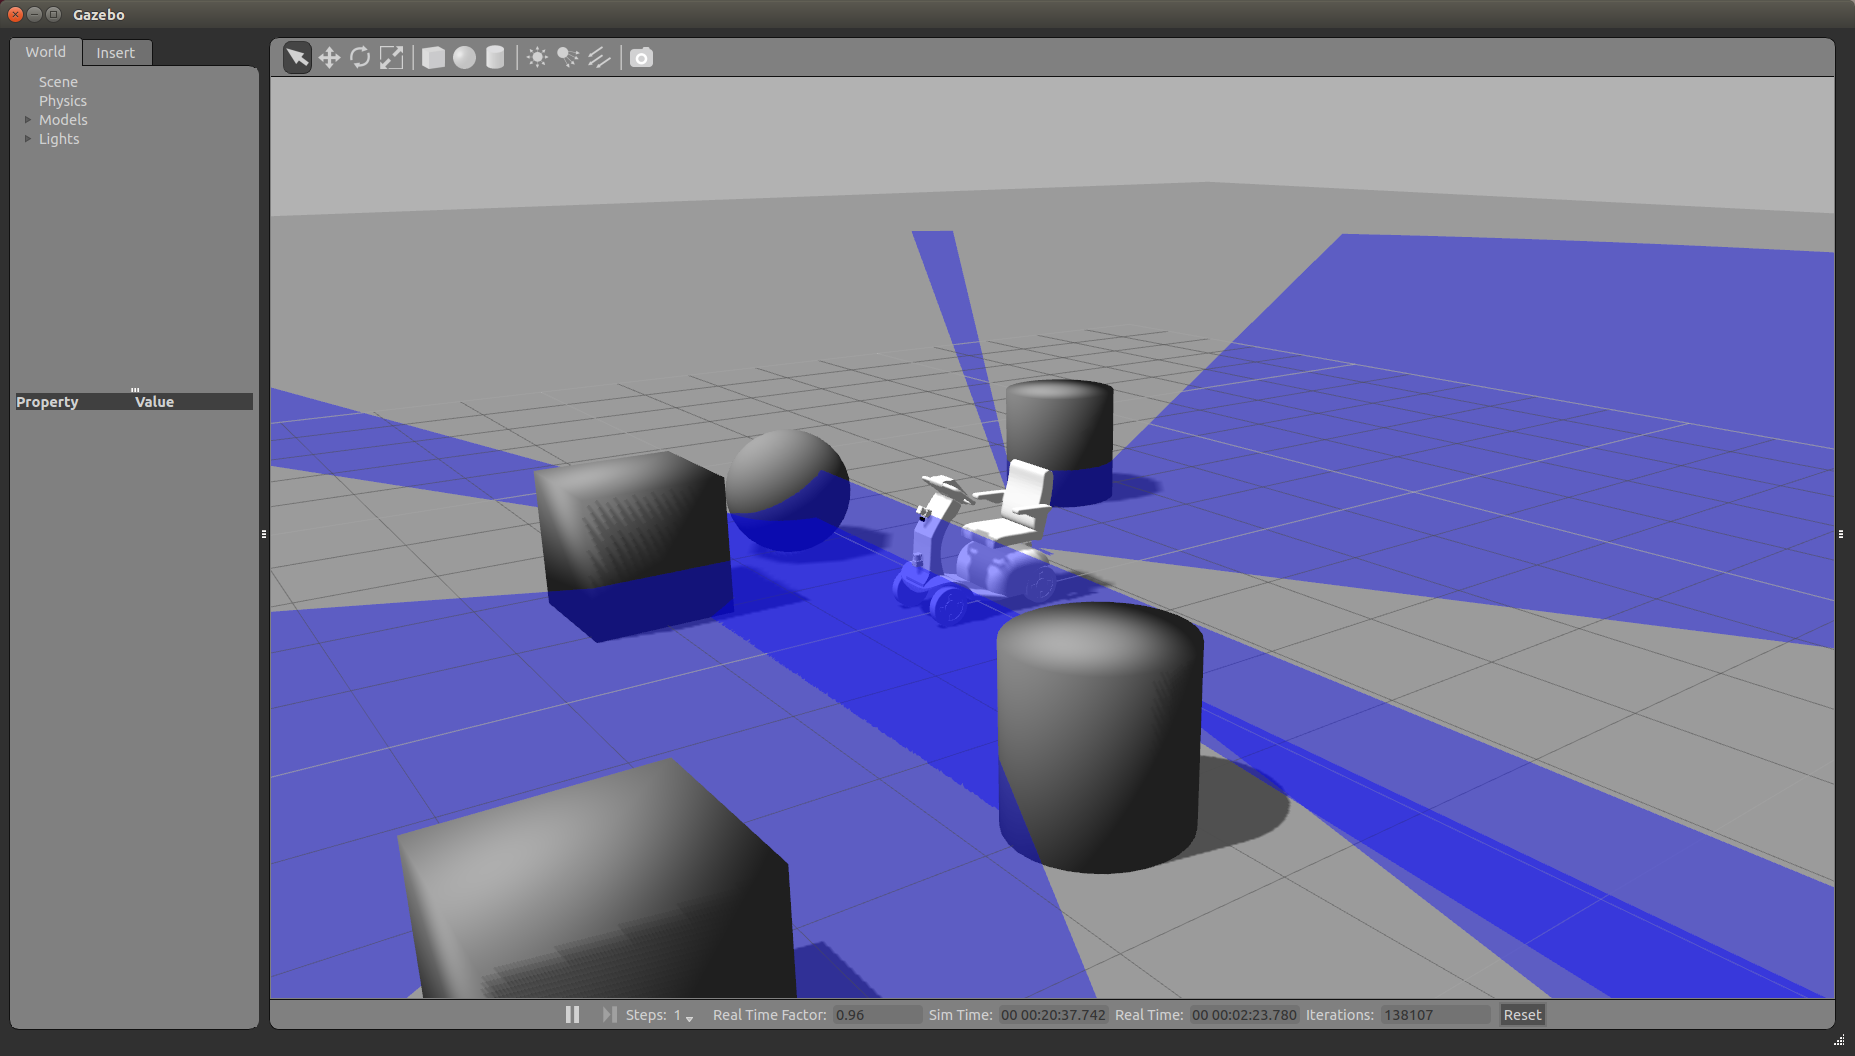 Gazebo
World Insert
Scene
Physics
Models
Lights
Property Value
Steps: 1 Real Time Factor: 0.96 Sim Time: 00 00:20:37.742 Real Time: 00 00:02:23.780 Iterations: 138107 Reset